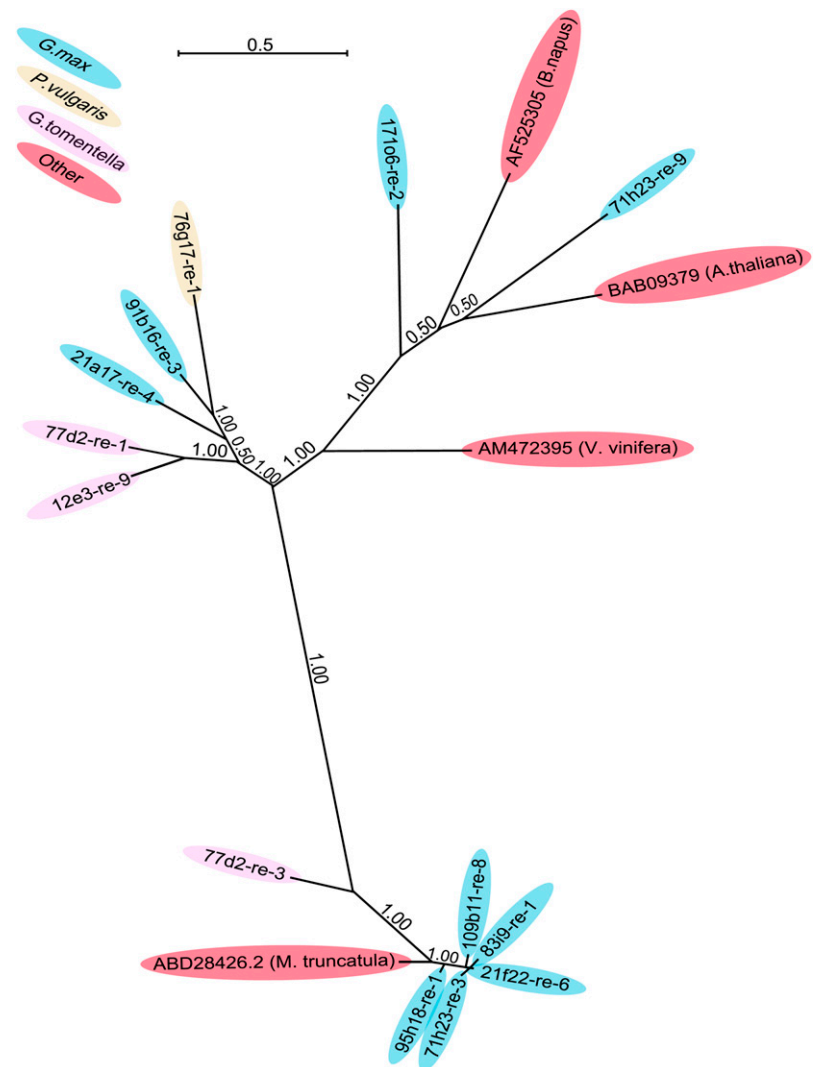 G.max
P.vulgaris
G.tomentella
Other
0.5
AF525305 (B.napus)
171o6-re-2
71h23-re-9
BAB09379 (A.thaliana)
0.50
0.50
1.00
76g17-re-1
91b16-re-3
21a17-re-4
77d2-re-1
12e3-re-9
1.00
0.50
1.00
1.00
1.00
AM472395 (V. vinifera)
1.00
77d2-re-3
1.00
109b11-re-8
83i9-re-1
1.00
ABD28426.2 (M. truncatula)
21f22-re-6
95h18-re-1
71h23-re-3